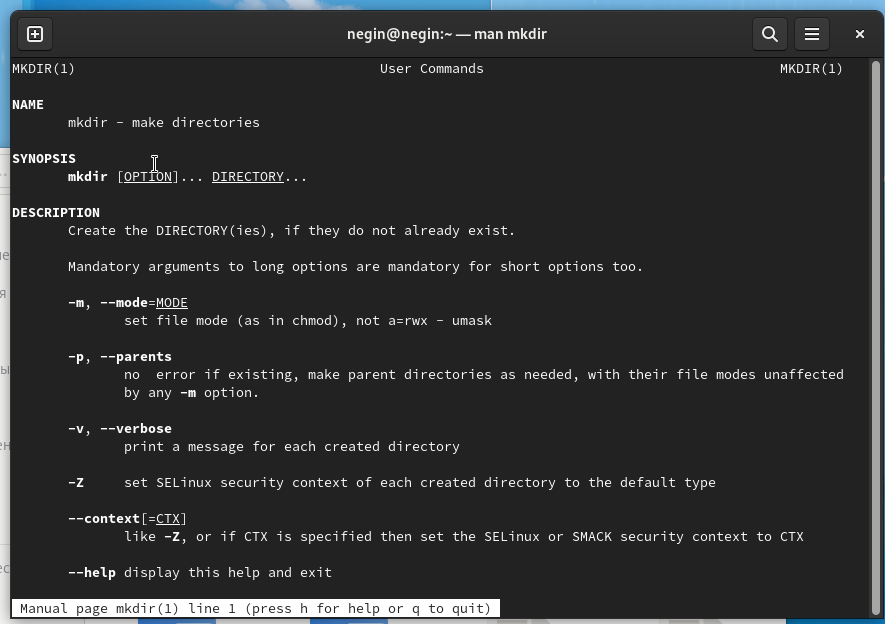 negin@negin:~ — man mkdir
MKDIR(1) User Commands MKDIR(1)
NAME
mkdir - make directories
SYNOPSIS
mkdir [OPTION]... DIRECTORY...
DESCRIPTION
Create the DIRECTORY(ies), if they do not already exist.
Mandatory arguments to long options are mandatory for short options too.
-m, --mode=MODE
set file mode (as in chmod), not a=rwx - umask
-p, --parents
no  error if existing, make parent directories as needed, with their file modes unaffected
by any -m option.
-v, --verbose
print a message for each created directory
-Z set SELinux security context of each created directory to the default type
--context[=CTX]
like -Z, or if CTX is specified then set the SELinux or SMACK security context to CTX
--help display this help and exit
Manual page mkdir(1) line 1 (press h for help or q to quit)